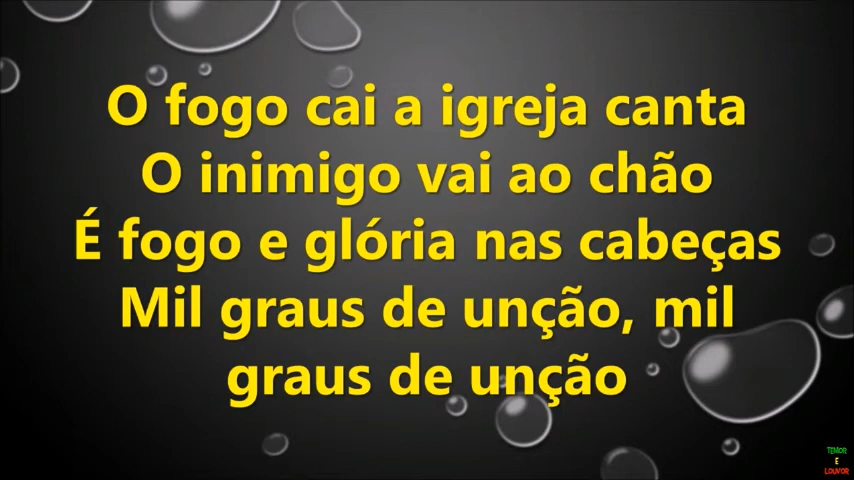 O fogo cai a igreja canta
O inimigo vai ao chão
É fogo e glória nas cabeças
Mil graus de unção, mil
graus de unção
TEMOR
E
LOUVOR